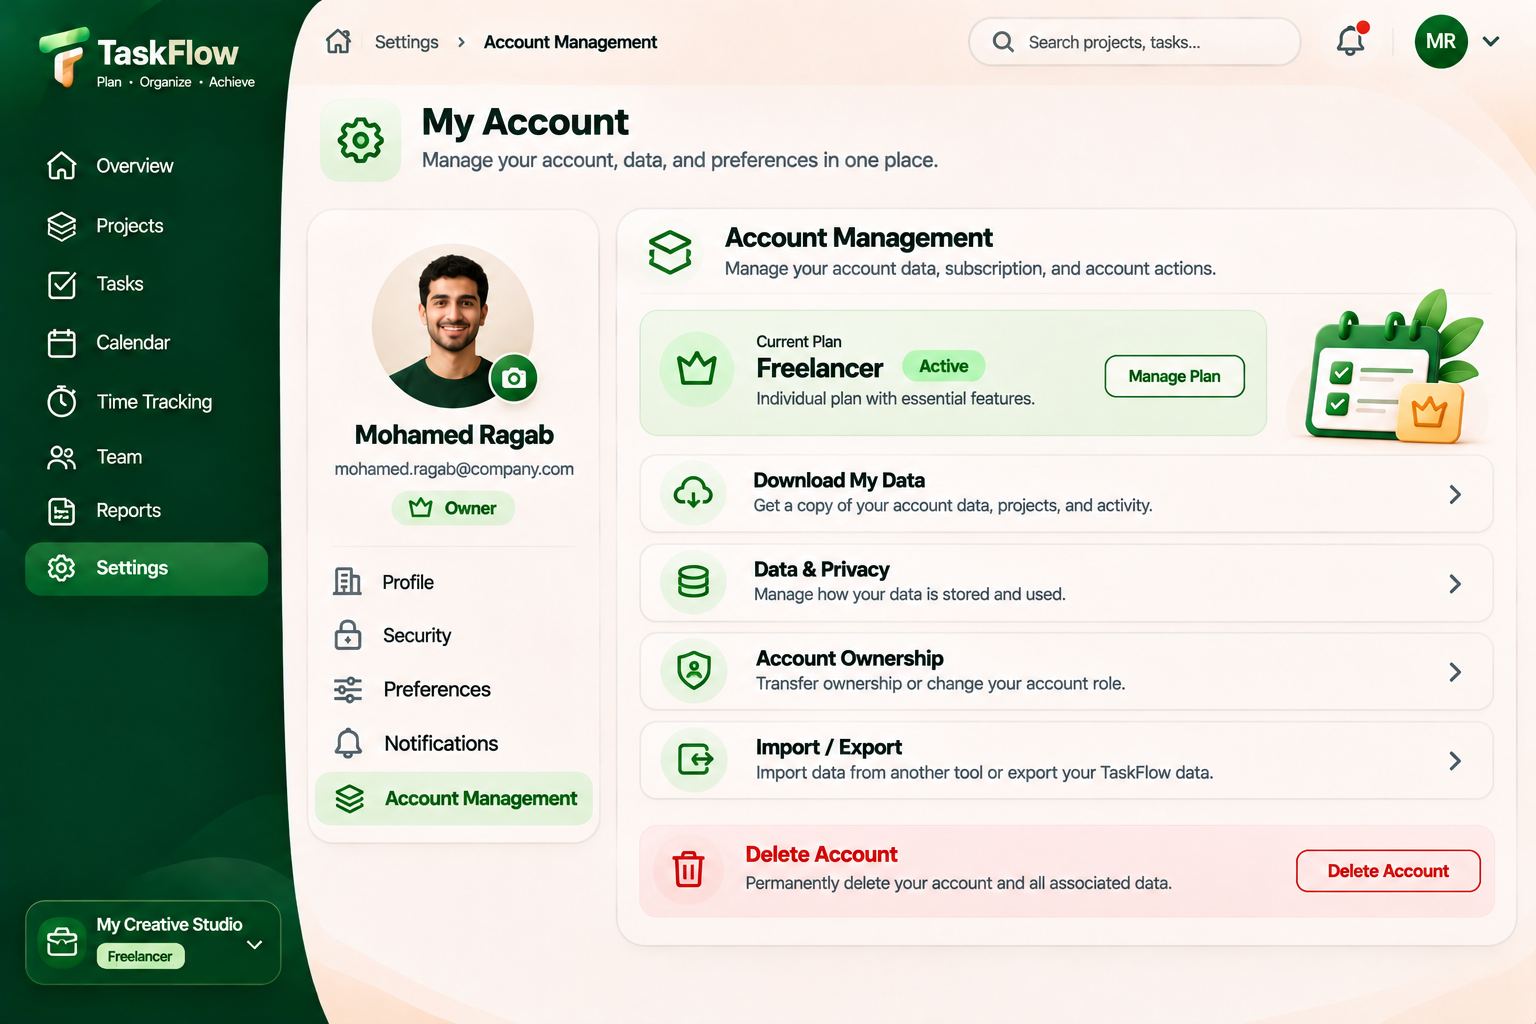 TaskFlow
Plan • Organize • Achieve
Overview
Projects
Tasks
Calendar
Time Tracking
Team
Reports
Settings
My Creative Studio
Freelancer
Settings > Account Management
Search projects, tasks...
MR
My Account
Manage your account, data, and preferences in one place.
Mohamed Ragab
mohamed.ragab@company.com
Owner
Profile
Security
Preferences
Notifications
Account Management
Account Management
Manage your account data, subscription, and account actions.
Current Plan
Freelancer Active
Individual plan with essential features.
Manage Plan
Download My Data
Get a copy of your account data, projects, and activity.
Data & Privacy
Manage how your data is stored and used.
Account Ownership
Transfer ownership or change your account role.
Import / Export
Import data from another tool or export your TaskFlow data.
Delete Account
Permanently delete your account and all associated data.
Delete Account